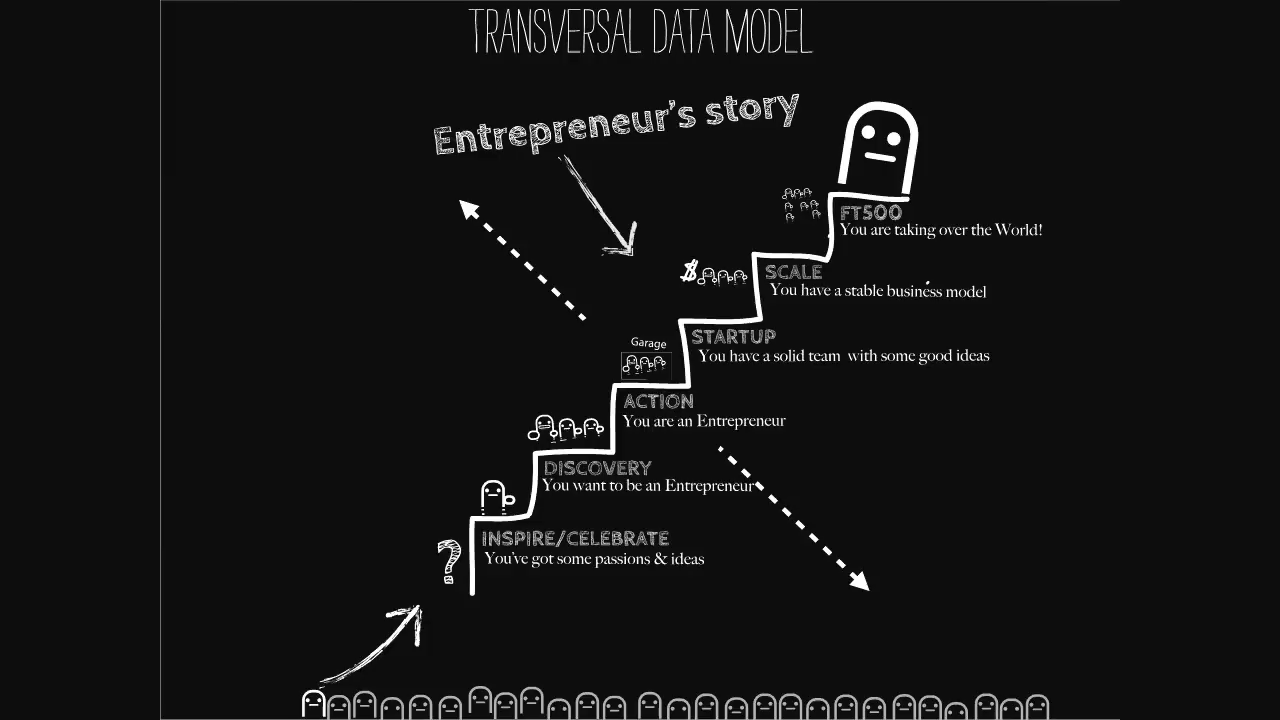 TRANSVERSAL DATA MODEL
Entrepreneur's story
FT500
You are taking over the World!
$
SCALE
You have a stable business model
STARTUP
You have a solid team with some good ideas
Garage
ACTION
You are an Entrepreneur
DISCOVERY
You want to be an Entrepreneur
INSPIRE/CELEBRATE
You've got some passions & ideas
?